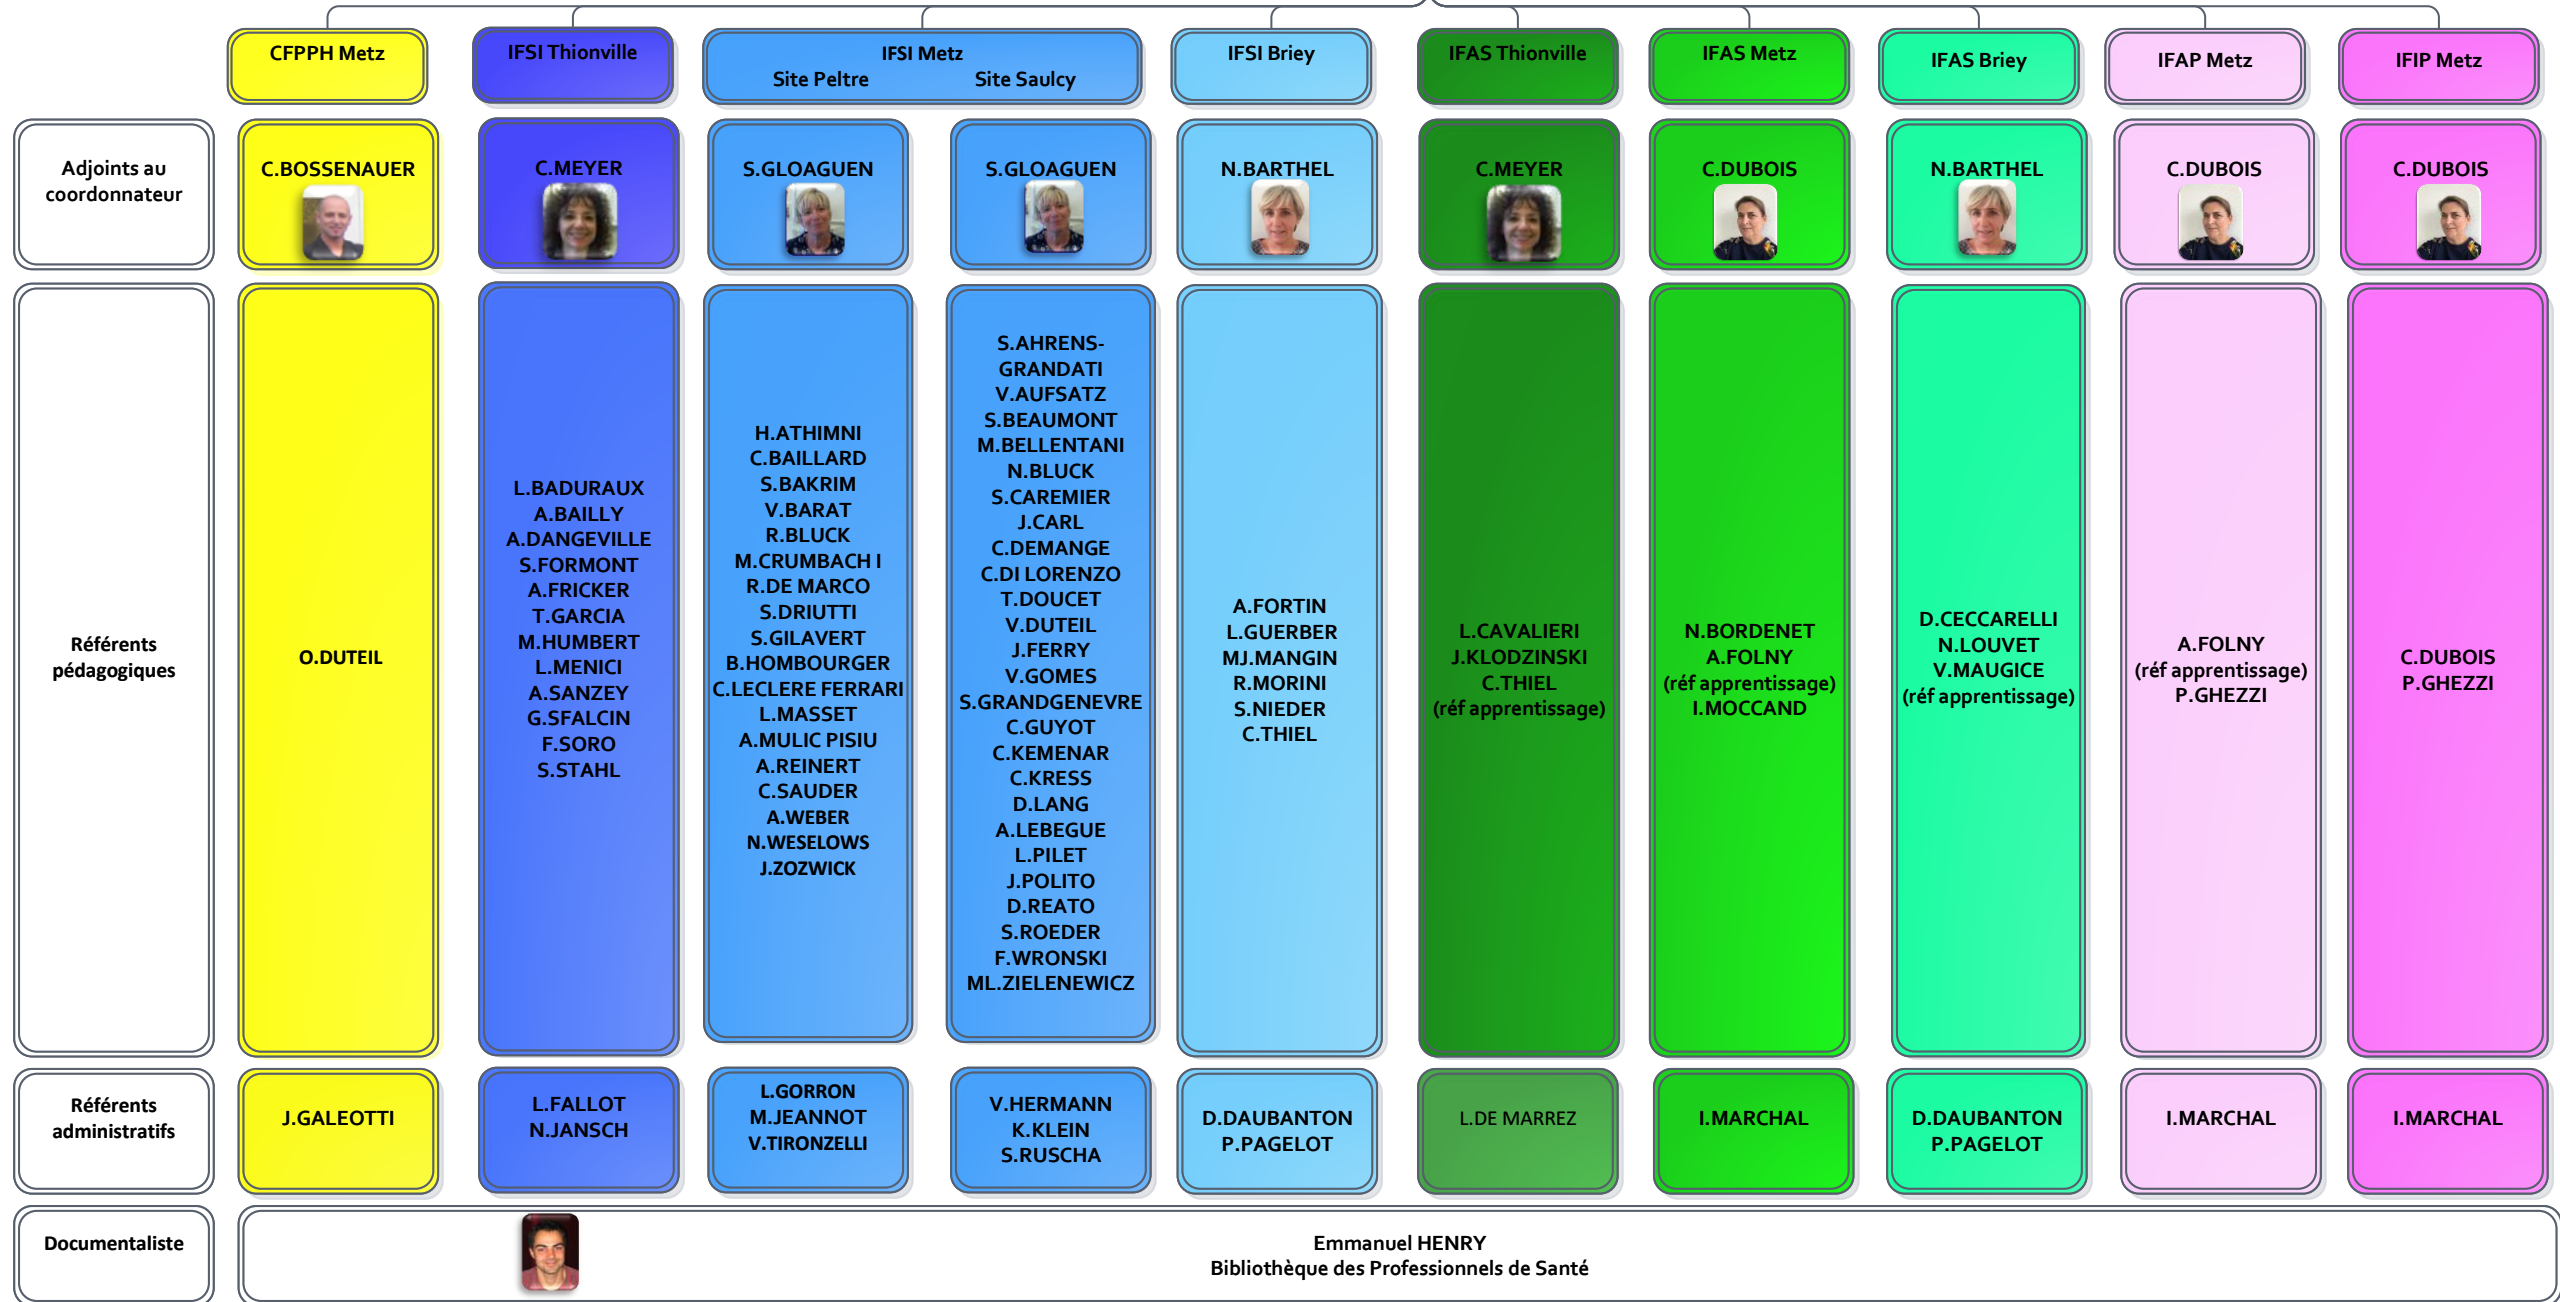 CFPPH Metz
IFSI Thionville
IFSI Metz
Site Peltre
Site Saulcy
IFSI Briey
IFAS Thionville
IFAS Metz
IFAS Briey
IFAP Metz
IFIP Metz
Adjoints au
coordonnateur
C.BOSSENAUER
C.MEYER
S.GLOAGUEN
S.GLOAGUEN
N.BARTHEL
C.MEYER
C.DUBOIS
N.BARTHEL
C.DUBOIS
C.DUBOIS
Référents
pédagogiques
O.DUTEIL
L.BADURAUX
A.BAILLY
A.DANGEVILLE
S.FORMONT
A.FRICKER
T.GARCIA
M.HUMBERT
L.MENICI
A.SANZEY
G.SFALCIN
F.SORO
S.STAHL
H.ATHIMNI
C.BAILLARD
S.BAKRIM
V.BARAT
R.BLUCK
M.CRUMBACH I
R.DE MARCO
S.DRIUTTI
S.GILAVERT
B.HOMBOURGER
C.LECLERE FERRARI
L.MASSET
A.MULIC PISIU
A.REINERT
C.SAUDER
A.WEBER
N.WESELOWS
J.ZOZWICK
S.AHRENS-
GRANDATI
V.AUFSATZ
S.BEAUMONT
M.BELLENTANI
N.BLUCK
S.CAREMIER
J.CARL
C.DEMANGE
C.DI LORENZO
T.DOUCET
V.DUTEIL
J.FERRY
V.GOMES
S.GRANDGENEVRE
C.GUYOT
C.KEMENAR
C.KRESS
D.LANG
A.LEBEGUE
L.PILET
J.POLITO
D.REATO
S.ROEDER
F.WRONSKI
ML.ZIELENEWICZ
A.FORTIN
L.GUERBER
MJ.MANGIN
R.MORINI
S.NIEDER
C.THIEL
L.CAVALIERI
J.KLODZINSKI
C.THIEL
(réf apprentissage)
N.BORDENET
A.FOLNY
(réf apprentissage)
I.MOCCAND
D.CECCARELLI
N.LOUVET
V.MAUGICE
(réf apprentissage)
A.FOLNY
(réf apprentissage)
P.GHEZZI
C.DUBOIS
P.GHEZZI
Référents
administratifs
J.GALEOTTI
L.FALLOT
N.JANSCH
L.GORRON
M.JEANNOT
V.TIRONZELLI
V.HERMANN
K.KLEIN
S.RUSCHA
D.DAUBANTON
P.PAGELOT
L.DE MARREZ
I.MARCHAL
D.DAUBANTON
P.PAGELOT
I.MARCHAL
I.MARCHAL
Documentaliste
Emmanuel HENRY
Bibliothèque des Professionnels de Santé